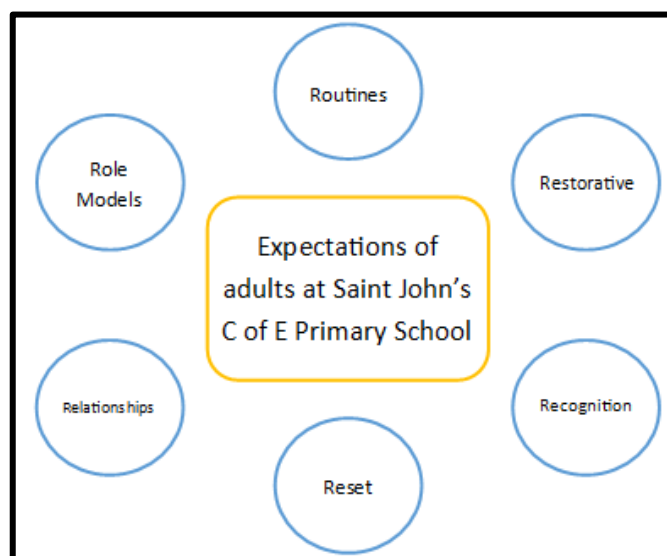 Routines
Role
Models
Restorative
Expectations of
adults at Saint John's
C of E Primary School
Relationships
Recognition
Reset